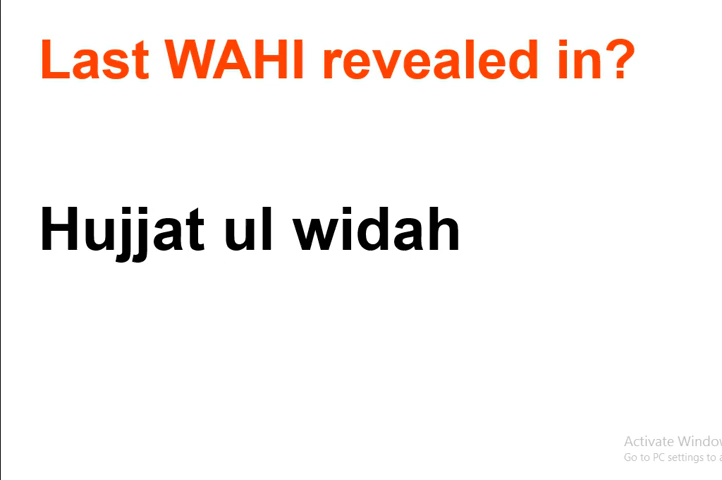 Last WAHI revealed in?
Hujjat ul widah
Activate Window
Go to PC settings to a